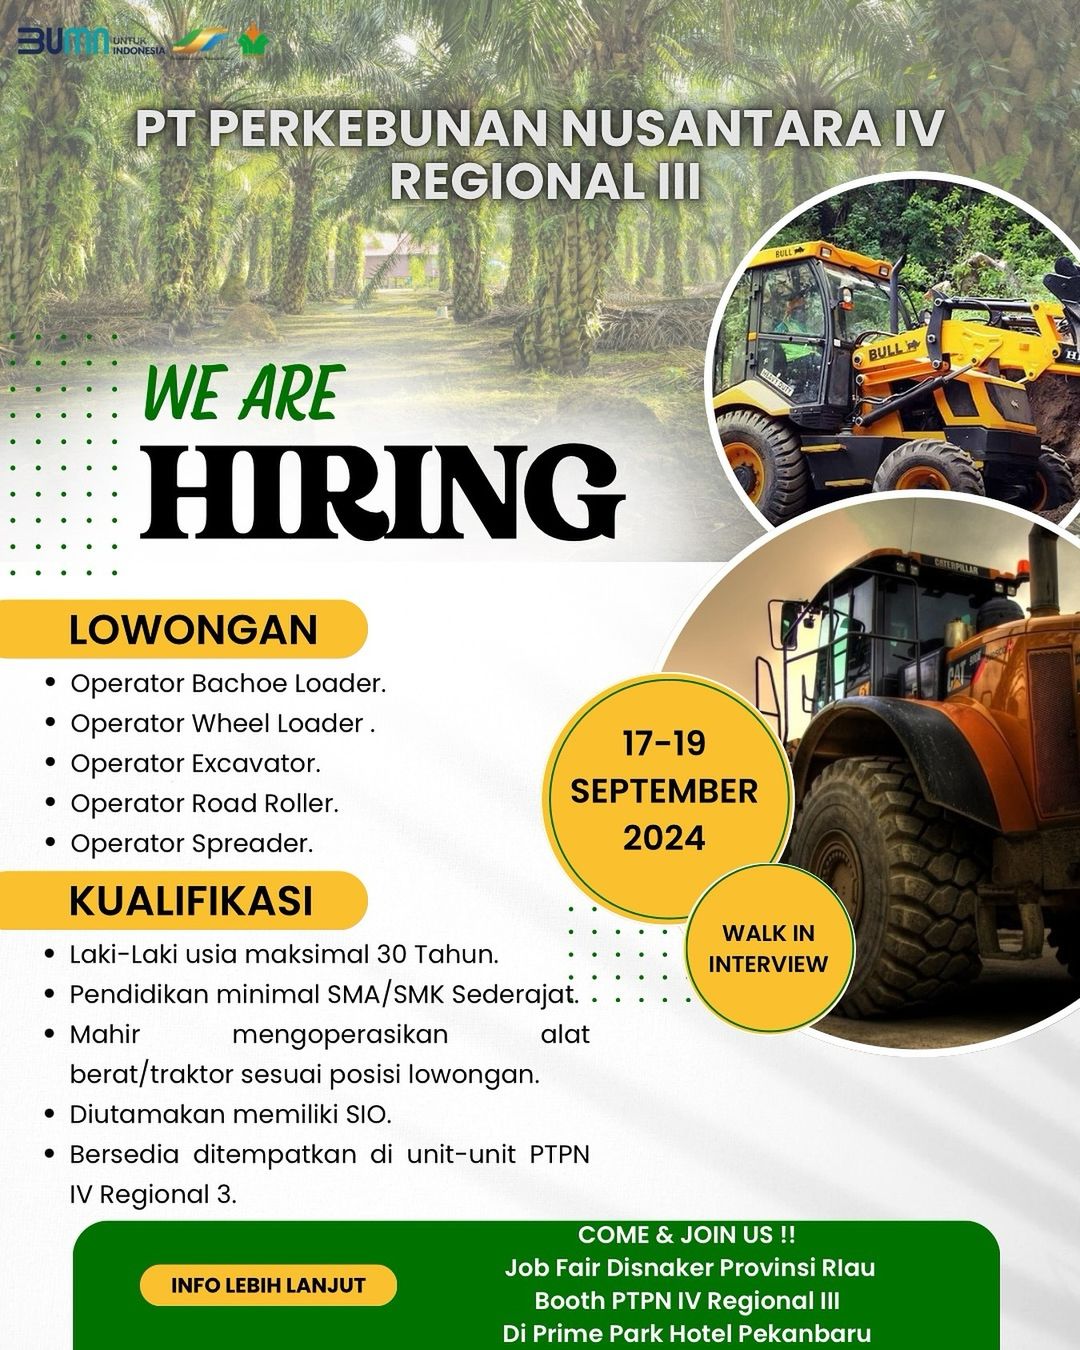 BUMN UNTUK INDONESIA
PT PERKEBUNAN NUSANTARA IV
REGIONAL III
BULL
BULL
WE ARE
HIRING
CATERPILLAR
CAT
LOWONGAN
• Operator Bachoe Loader.
• Operator Wheel Loader .
• Operator Excavator.
• Operator Road Roller.
• Operator Spreader.
17-19
SEPTEMBER
2024
WALK IN
INTERVIEW
KUALIFIKASI
• Laki-Laki usia maksimal 30 Tahun.
• Pendidikan minimal SMA/SMK Sederajat.
• Mahir mengoperasikan alat
berat/traktor sesuai posisi lowongan.
• Diutamakan memiliki SIO.
• Bersedia ditempatkan di unit-unit PTPN
IV Regional 3.
INFO LEBIH LANJUT
COME & JOIN US !!
Job Fair Disnaker Provinsi RIau
Booth PTPN IV Regional III
Di Prime Park Hotel Pekanbaru